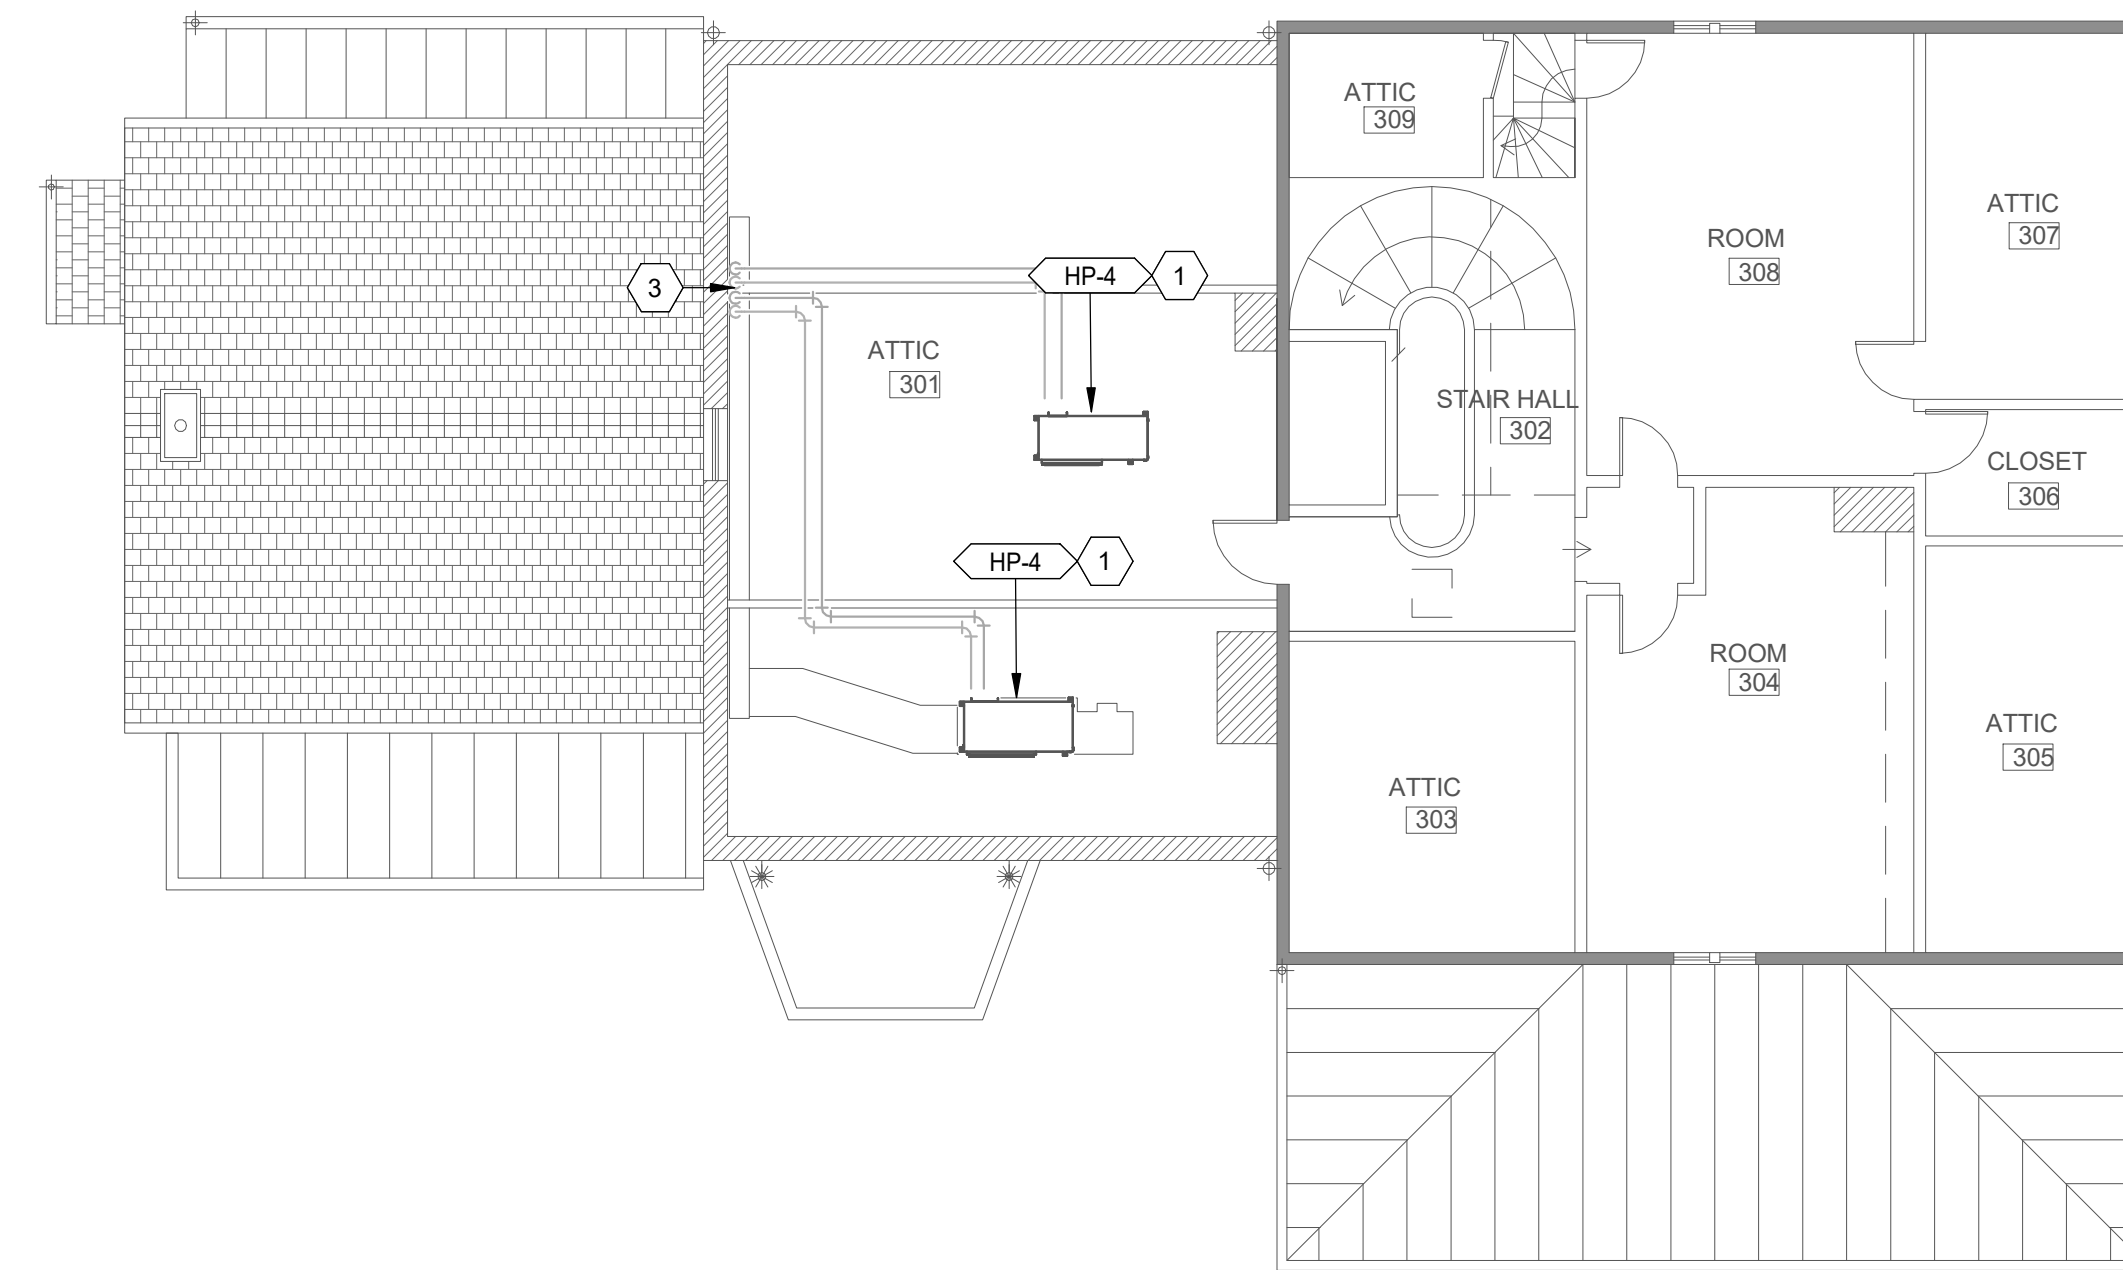 ATTIC
309
ATTIC
307
ROOM
308
HP-4
1
3
ATTIC
301
STAIR HALL
302
CLOSET
306
HP-4
1
ROOM
304
ATTIC
305
ATTIC
303